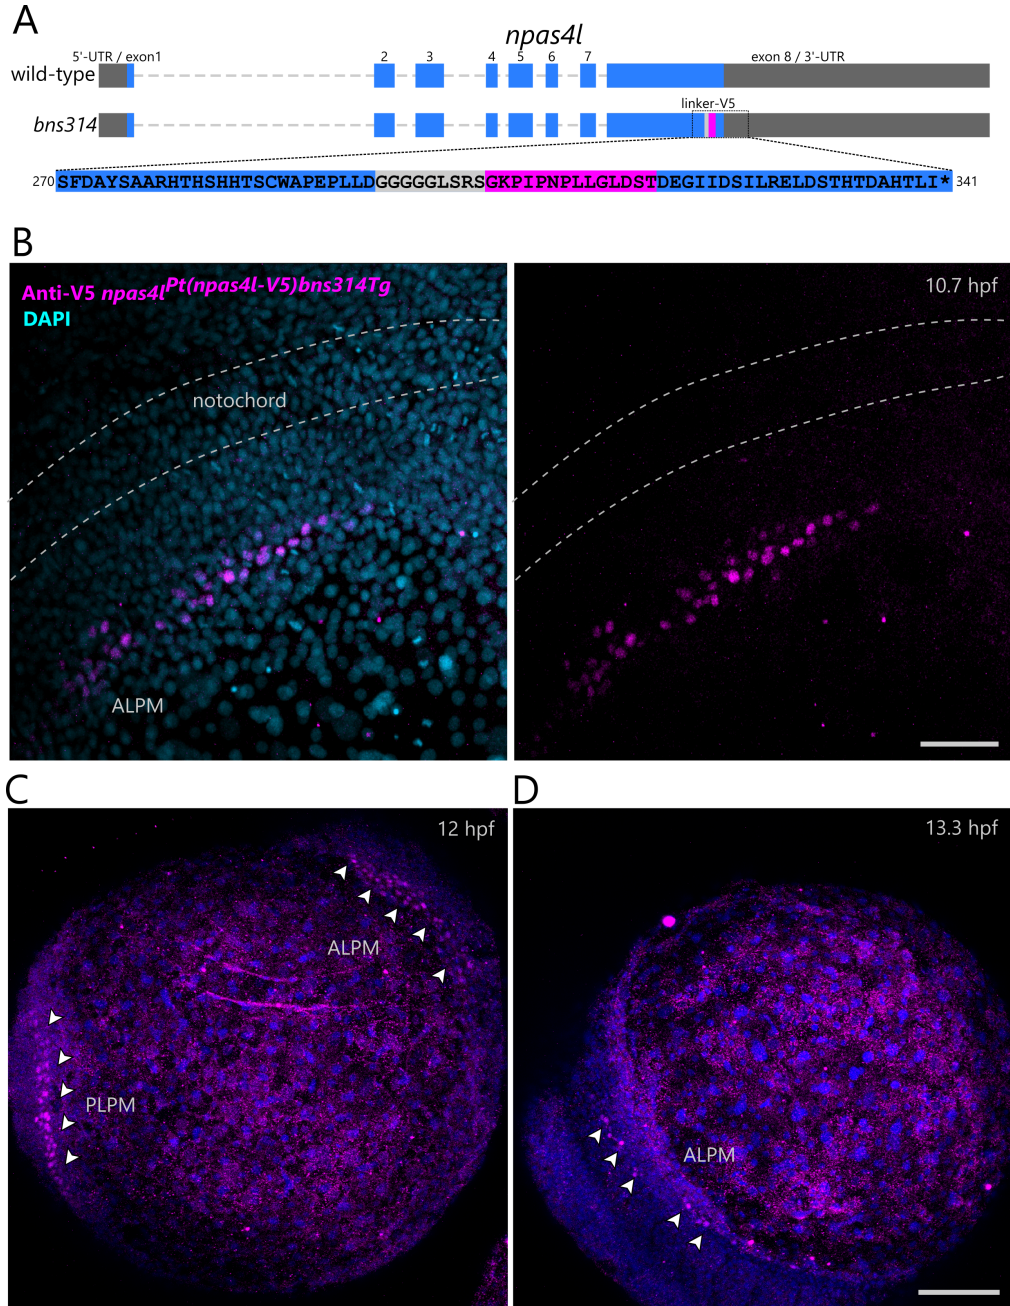 A
npas4l
5'-UTR / exon1
2
3
4
5
6
7
exon 8 / 3'-UTR
wild-type
linker-V5
bns314
270 SFDAYSAARHTHSHHTSCWAPEPLLDGGGGGLSRSGKPIPNPLLGLDSTDEGIIDSILRELDSTHTDAHTLI* 341
B
Anti-V5 npas4lPt(npas4l-V5)bns314Tg
DAPI
10.7 hpf
notochord
ALPM
C
D
12 hpf
13.3 hpf
ALPM
PLPM
ALPM